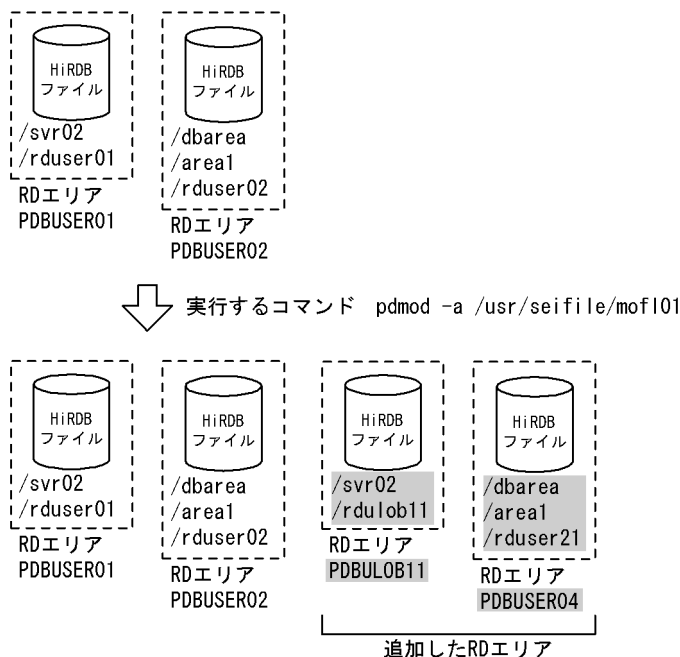 HiRDB
ファイル
/svr02
/rduser01
RDエリア
PDBUSER01
HiRDB
ファイル
/dbarea
/area1
/rduser02
RDエリア
PDBUSER02
実行するコマンド pdmod -a /usr/seifile/mofl01
HiRDB
ファイル
/svr02
/rduser01
RDエリア
PDBUSER01
HiRDB
ファイル
/dbarea
/area1
/rduser02
RDエリア
PDBUSER02
HiRDB
ファイル
/svr02
/rdulob11
RDエリア
PDBULOB11
HiRDB
ファイル
/dbarea
/area1
/rduser21
RDエリア
PDBUSER04
追加したRDエリア